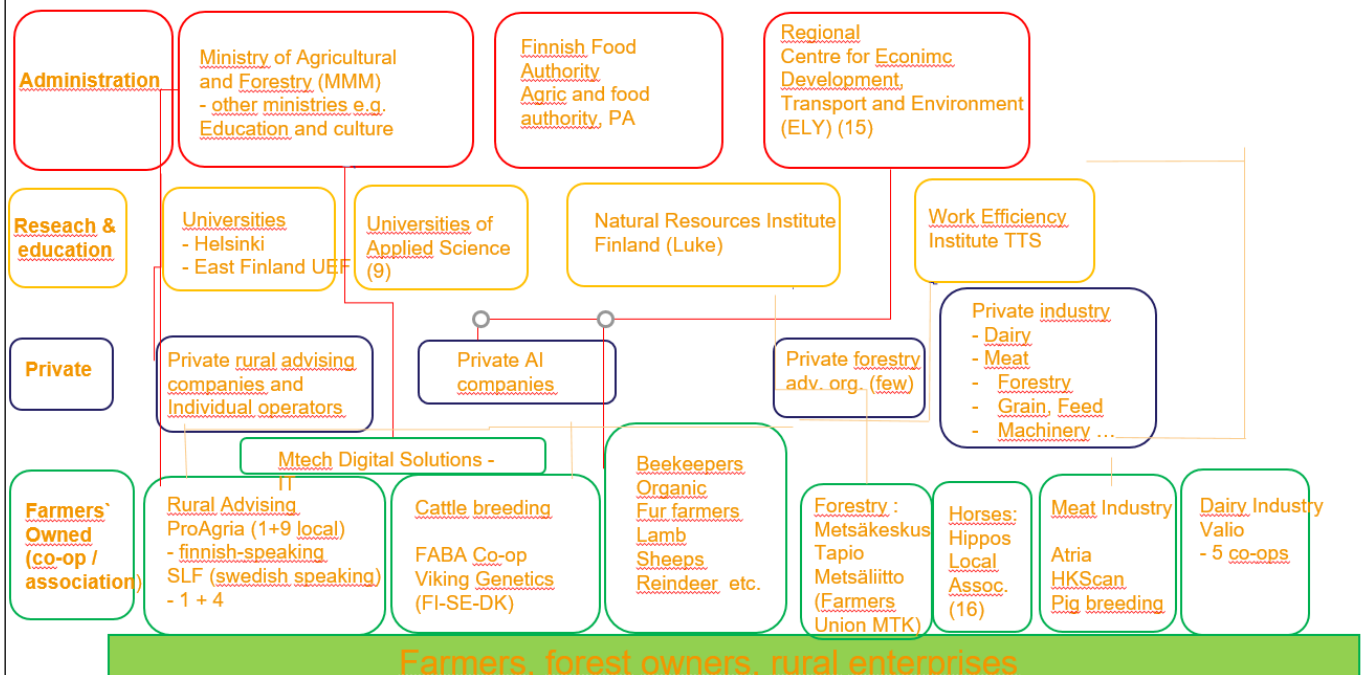 Administration
Ministry of Agricultural
and Forestry (MMM)
- other ministries e.g.
Education and culture
Finnish Food
Authority
Agric and food
authority, PA
Regional
Centre for Econimc
Development,
Transport and Environment
(ELY) (15)
Reseach &
education
Universities
- Helsinki
- East Finland UEF
Universities of
Applied Science
(9)
Natural Resources Institute
Finland (Luke)
Work Efficiency
Institute TTS
Private
Private rural advising
companies and
Individual operators
Private AI
companies
Private forestry
adv. org. (few)
Private industry
- Dairy
- Meat
- Forestry
- Grain, Feed
- Machinery ...
Mtech Digital Solutions -
IT
Farmers`
Owned
(co-op /
association)
Rural Advising
ProAgria (1+9 local)
- finnish-speaking
SLF (swedish speaking)
- 1 + 4
Cattle breeding
FABA Co-op
Viking Genetics
(FI-SE-DK)
Beekeepers
Organic
Fur farmers
Lamb
Sheeps
Reindeer etc.
Forestry :
Metsäkeskus
Tapio
Metsäliitto
(Farmers
Union MTK)
Horses:
Hippos
Local
Assoc.
(16)
Meat Industry
Atria
HKScan
Pig breeding
Dairy Industry
Valio
- 5 co-ops
Farmers, forest owners, rural enterprises